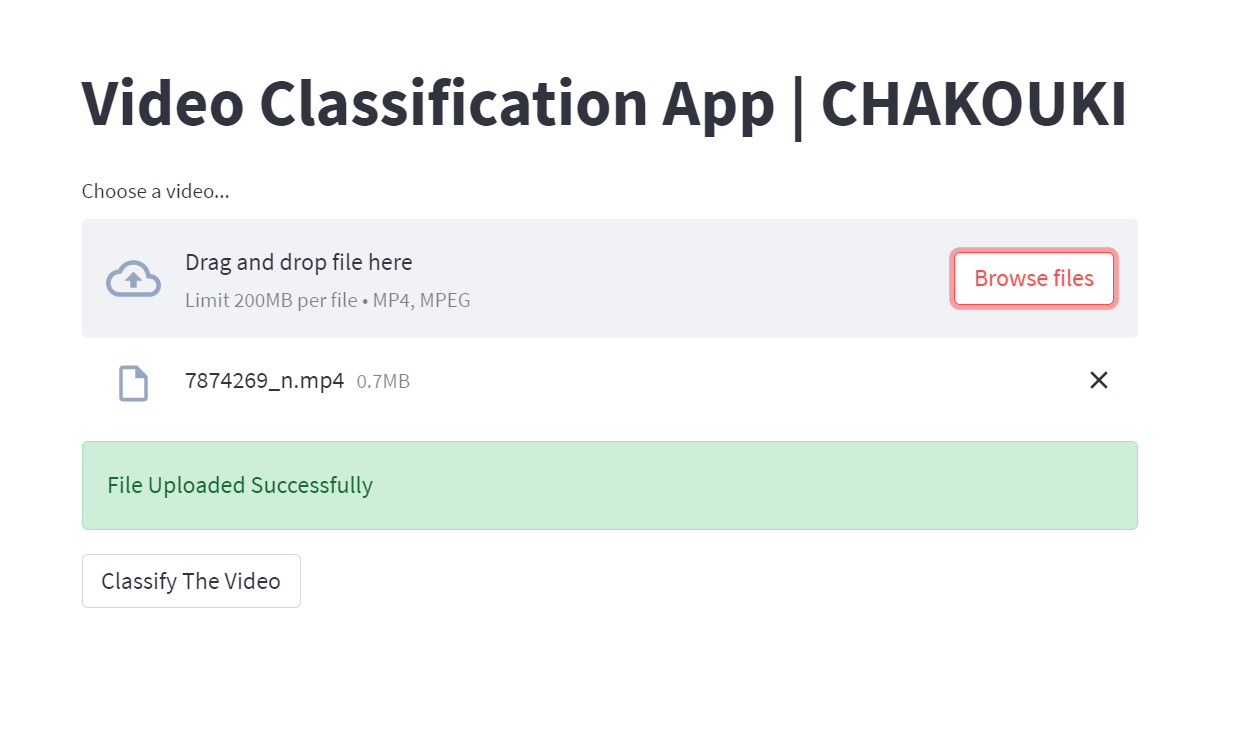 Video Classification App | CHAKOUKI
Choose a video...
Drag and drop file here
Limit 200MB per file • MP4, MPEG
Browse files
7874269_n.mp4 0.7MB
File Uploaded Successfully
Classify The Video